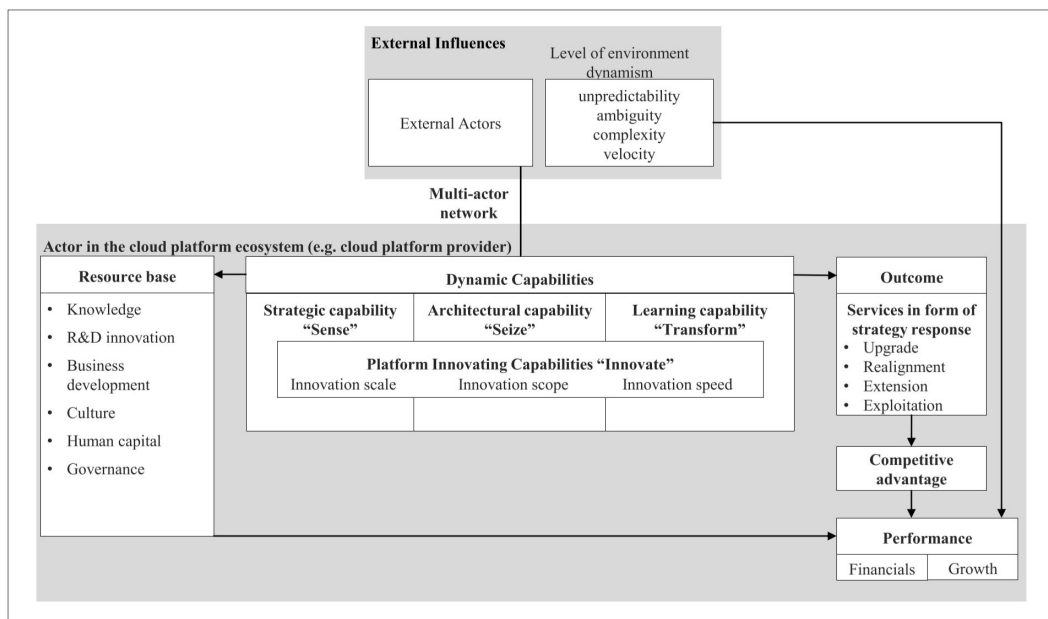 External Influences
Level of environment
dynamism
External Actors
unpredictability
ambiguity
complexity
velocity
Multi-actor
network
Actor in the cloud platform ecosystem (e.g. cloud platform provider)
Resource base
• Knowledge
• R&D innovation
• Business
development
• Culture
• Human capital
• Governance
Dynamic Capabilities
Strategic capability
“Sense”
Architectural capability
“Seize”
Learning capability
“Transform”
Platform Innovating Capabilities “Innovate”
Innovation scale
Innovation scope
Innovation speed
Outcome
Services in form of
strategy response
• Upgrade
• Realignment
• Extension
• Exploitation
Competitive
advantage
Performance
Financials
Growth